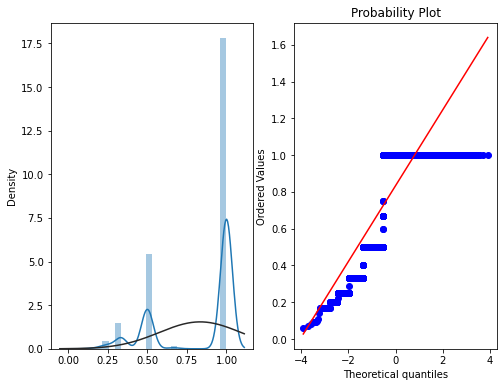 Density
17.5
15.0
12.5
10.0
7.5
5.0
2.5
0.0
0.00 0.25 0.50 0.75 1.00
Probability Plot
Ordered Values
1.6
1.4
1.2
1.0
0.8
0.6
0.4
0.2
0.0
−4 −2 0 2 4
Theoretical quantiles